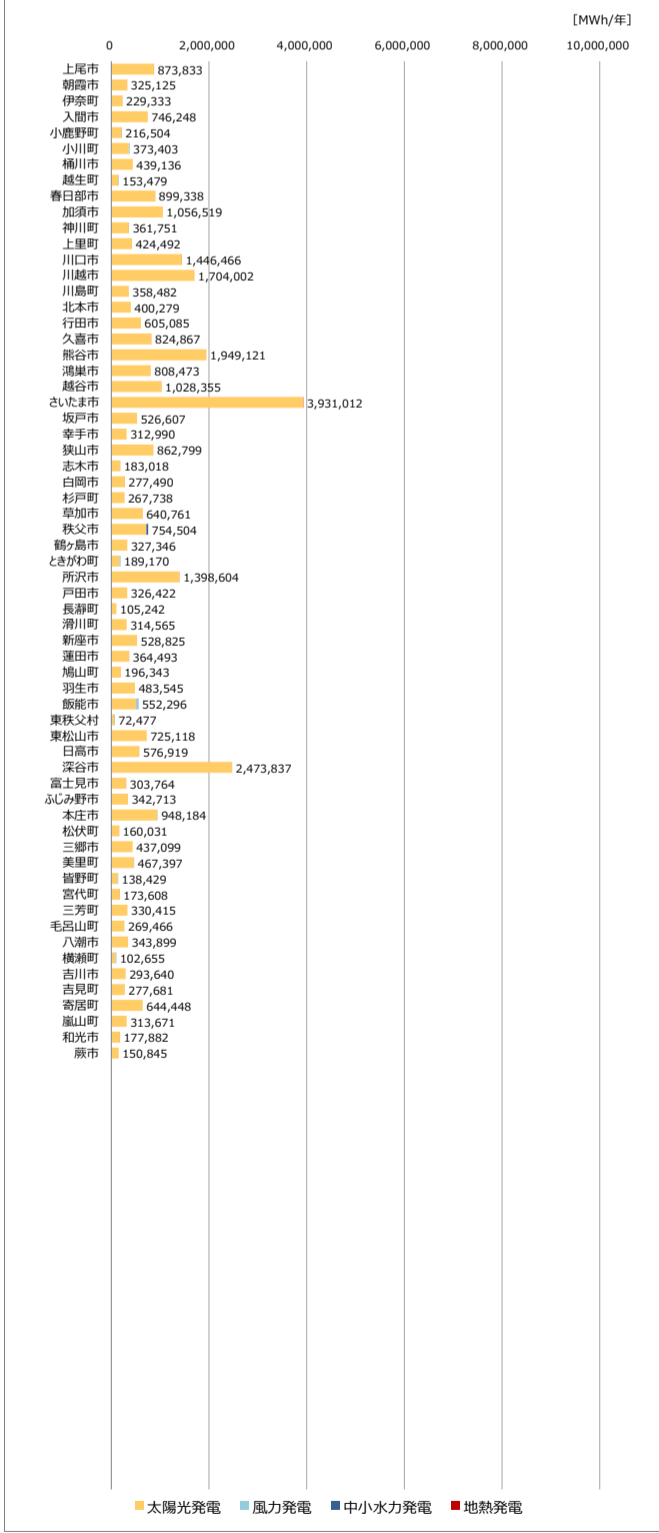 [MWh/年]
0 2,000,000 4,000,000 6,000,000 8,000,000 10,000,000
上尾市 873,833
朝霞市 325,125
伊奈町 229,333
入間市 746,248
小鹿野町 216,504
小川町 373,403
桶川市 439,136
越生町 153,479
春日部市 899,338
加須市 1,056,519
神川町 361,751
上里町 424,492
川口市 1,446,466
川越市 1,704,002
川島町 358,482
北本市 400,279
行田市 605,085
久喜市 824,867
熊谷市 1,949,121
鴻巣市 808,473
越谷市 1,028,355
さいたま市 3,931,012
坂戸市 526,607
幸手市 312,990
狭山市 862,799
志木市 183,018
白岡市 277,490
杉戸町 267,738
草加市 640,761
秩父市 754,504
鶴ヶ島市 327,346
ときがわ町 189,170
所沢市 1,398,604
戸田市 326,422
長瀞町 105,242
滑川町 314,565
新座市 528,825
蓮田市 364,493
鳩山町 196,343
羽生市 483,545
飯能市 552,296
東秩父村 72,477
東松山市 725,118
日高市 576,919
深谷市 2,473,837
富士見市 303,764
ふじみ野市 342,713
本庄市 948,184
松伏町 160,031
三郷市 437,099
美里町 467,397
皆野町 138,429
宮代町 173,608
三芳町 330,415
毛呂山町 269,466
八潮市 343,899
横瀬町 102,655
吉川市 293,640
吉見町 277,681
寄居町 644,448
嵐山町 313,671
和光市 177,882
蕨市 150,845
太陽光発電 風力発電 中小水力発電 地熱発電